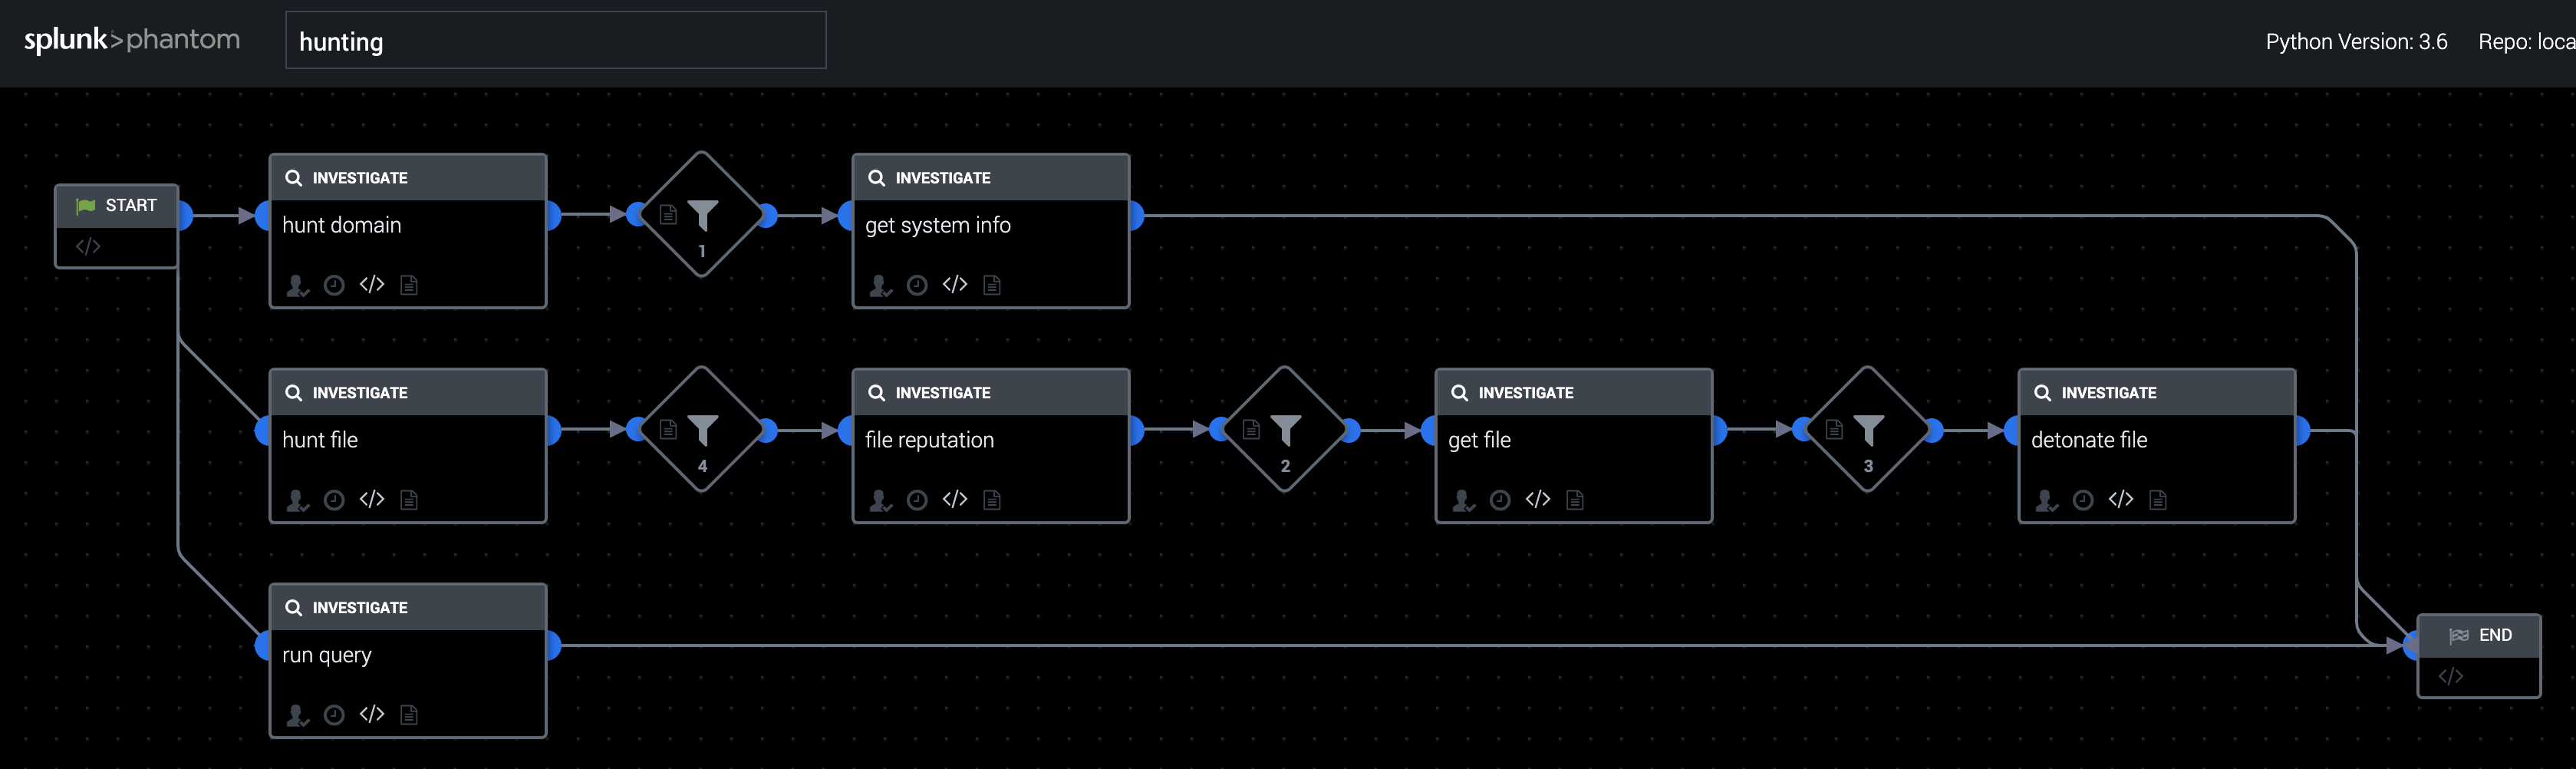 splunk>phantom
hunting
Python Version: 3.6
Repo: loca
START
</>
INVESTIGATE
hunt domain
</>
1
INVESTIGATE
get system info
</>
INVESTIGATE
hunt file
</>
4
INVESTIGATE
file reputation
</>
2
INVESTIGATE
get file
</>
3
INVESTIGATE
detonate file
</>
INVESTIGATE
run query
</>
END
</>